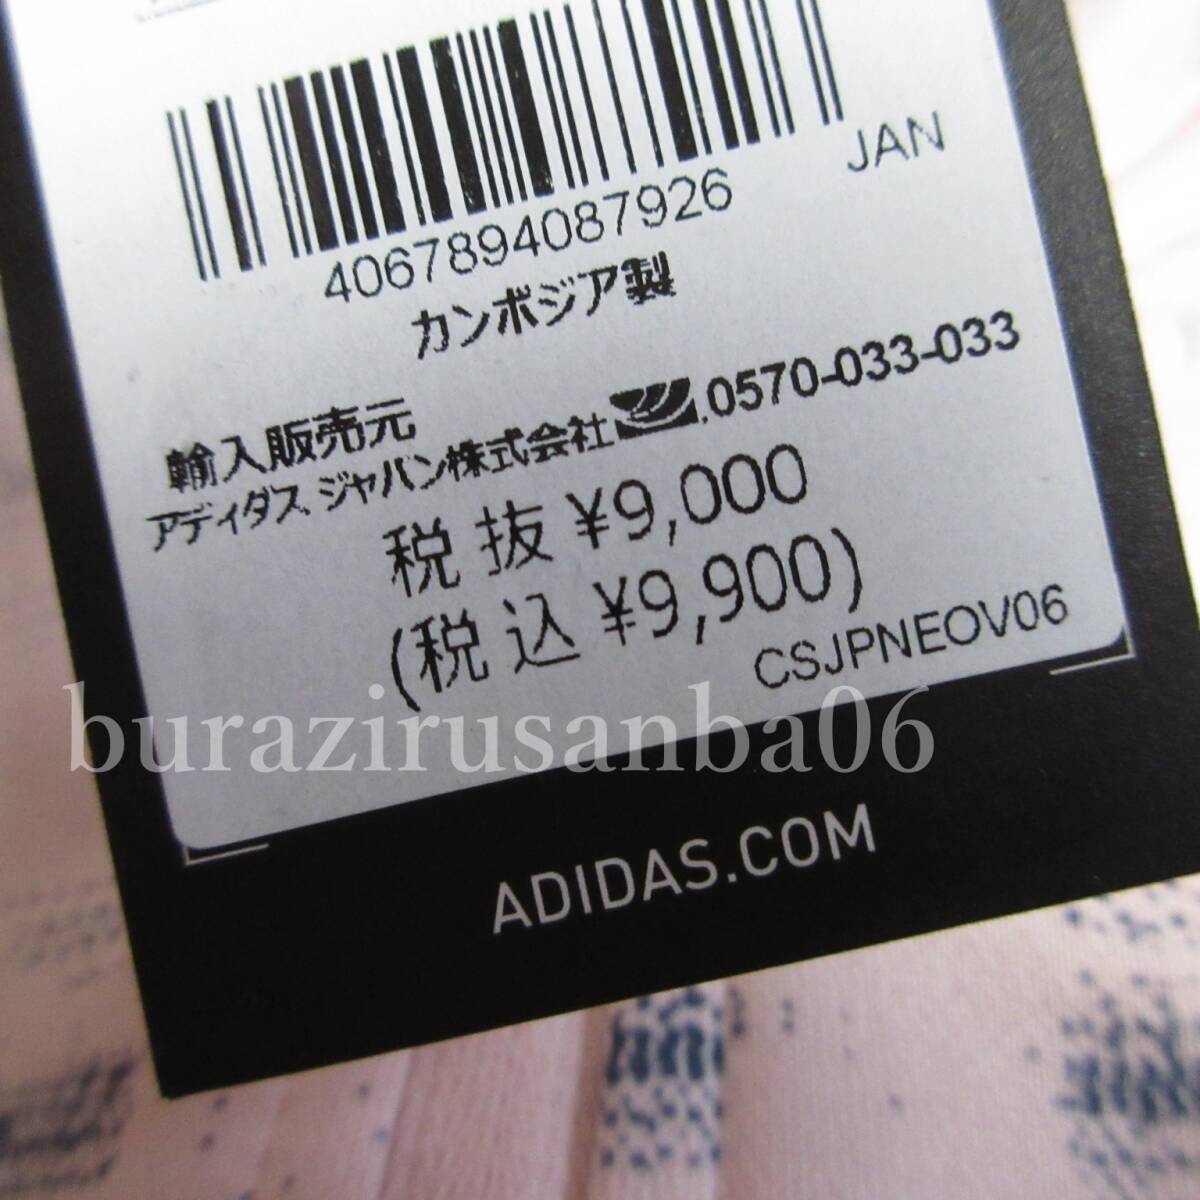 JAN
4067894087926
カンボジア製
輸入販売元
アディダス ジャパン株式会社 .0570-033-033
税 抜 ¥9,000
(税 込 ¥9,900)
CSJPNEOV06
burazirusanba06
ADIDAS.COM